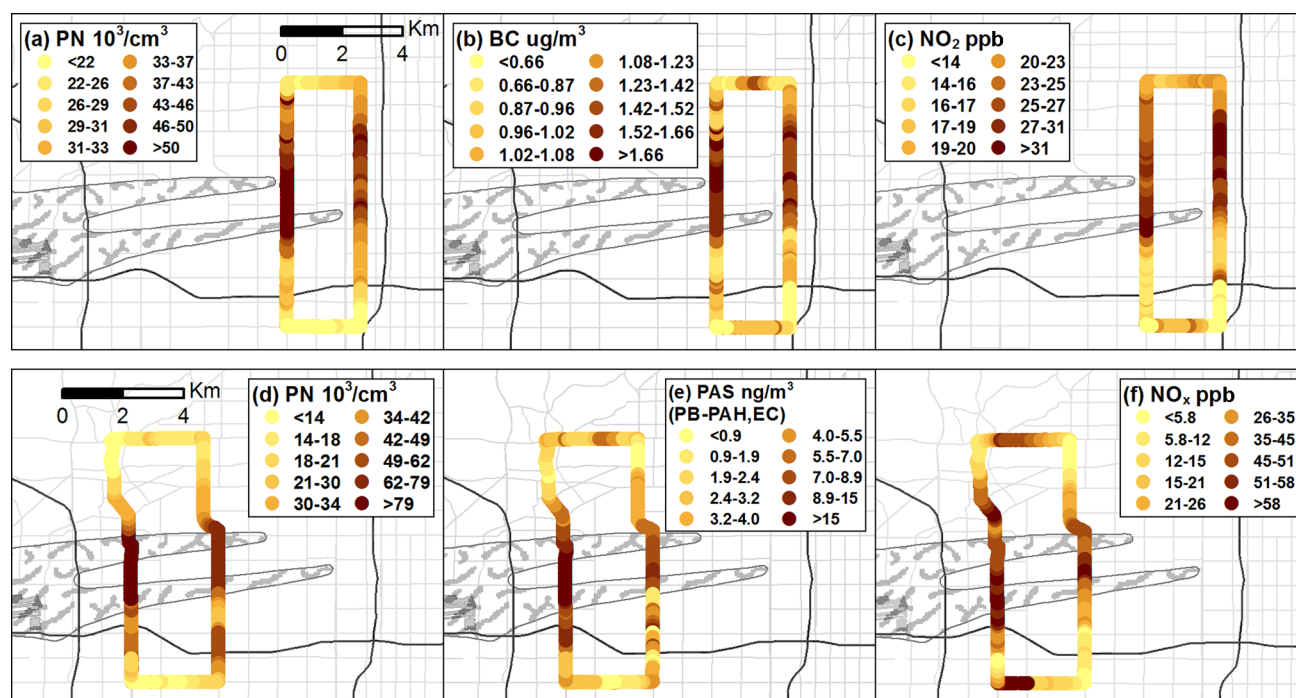 (a) PN 10³/cm³
<22 33-37
22-26 37-43
26-29 43-46
29-31 46-50
31-33 >50
Km
0 2 4
(b) BC ug/m³
<0.66 1.08-1.23
0.66-0.87 1.23-1.42
0.87-0.96 1.42-1.52
0.96-1.02 1.52-1.66
1.02-1.08 >1.66
(c) NO₂ ppb
<14 20-23
14-16 23-25
16-17 25-27
17-19 27-31
19-20 >31
Km
0 2 4
(d) PN 10³/cm³
<14 34-42
14-18 42-49
18-21 49-62
21-30 62-79
30-34 >79
(e) PAS ng/m³
(PB-PAH,EC)
<0.9 4.0-5.5
0.9-1.9 5.5-7.0
1.9-2.4 7.0-8.9
2.4-3.2 8.9-15
3.2-4.0 >15
(f) NOₓ ppb
<5.8 26-35
5.8-12 35-45
12-15 45-51
15-21 51-58
21-26 >58